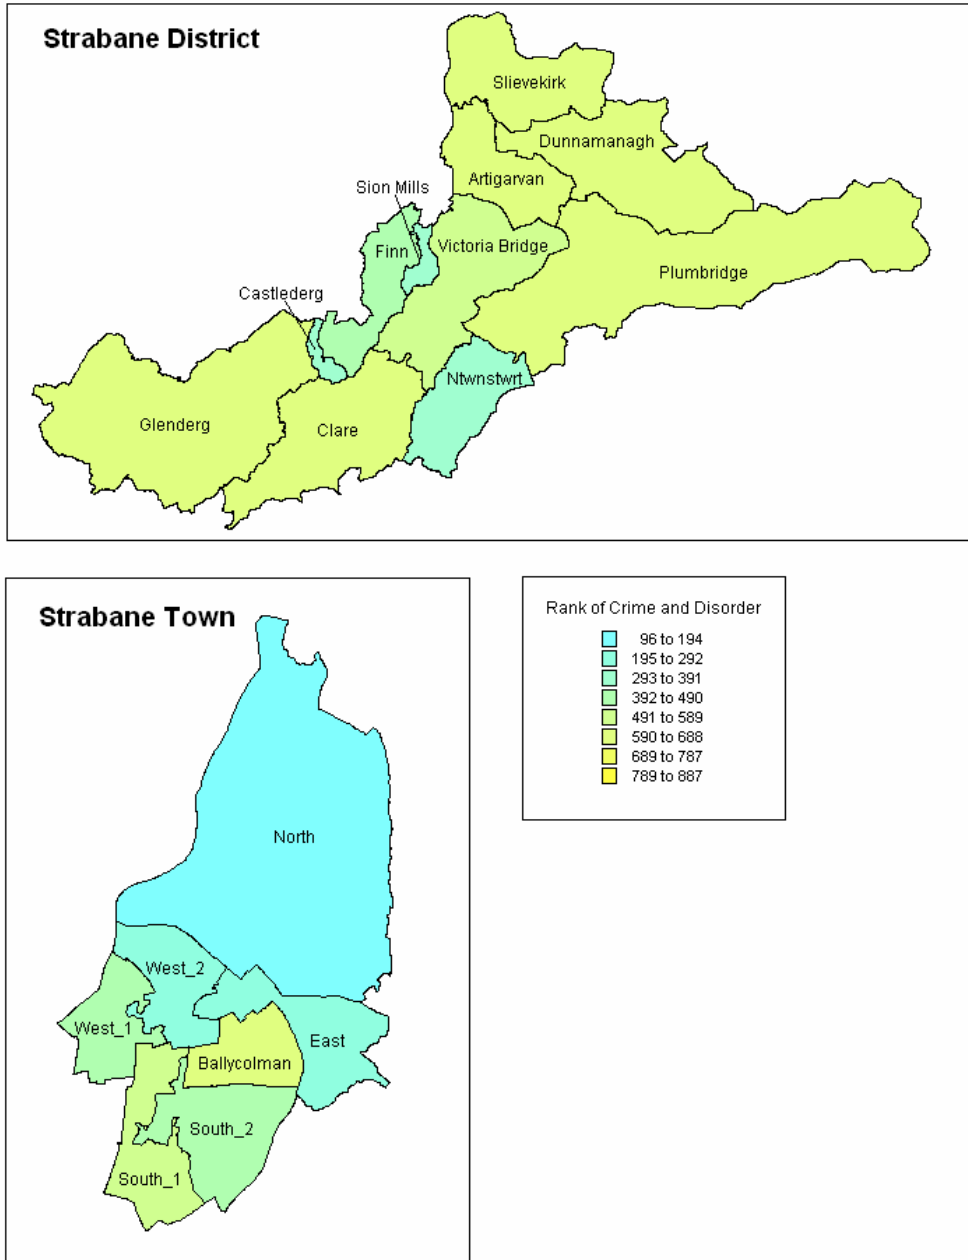 Strabane District
Slievekirk
Dunnamanagh
Artigarvan
Sion Mills
Finn
Victoria Bridge
Plumbridge
Castlederg
Ntwnstwrt
Glenderg
Clare
Strabane Town
North
West_2
West_1
East
Ballycolman
South_2
South_1
Rank of Crime and Disorder
96 to 194
195 to 292
293 to 391
392 to 490
491 to 589
590 to 688
689 to 787
789 to 887